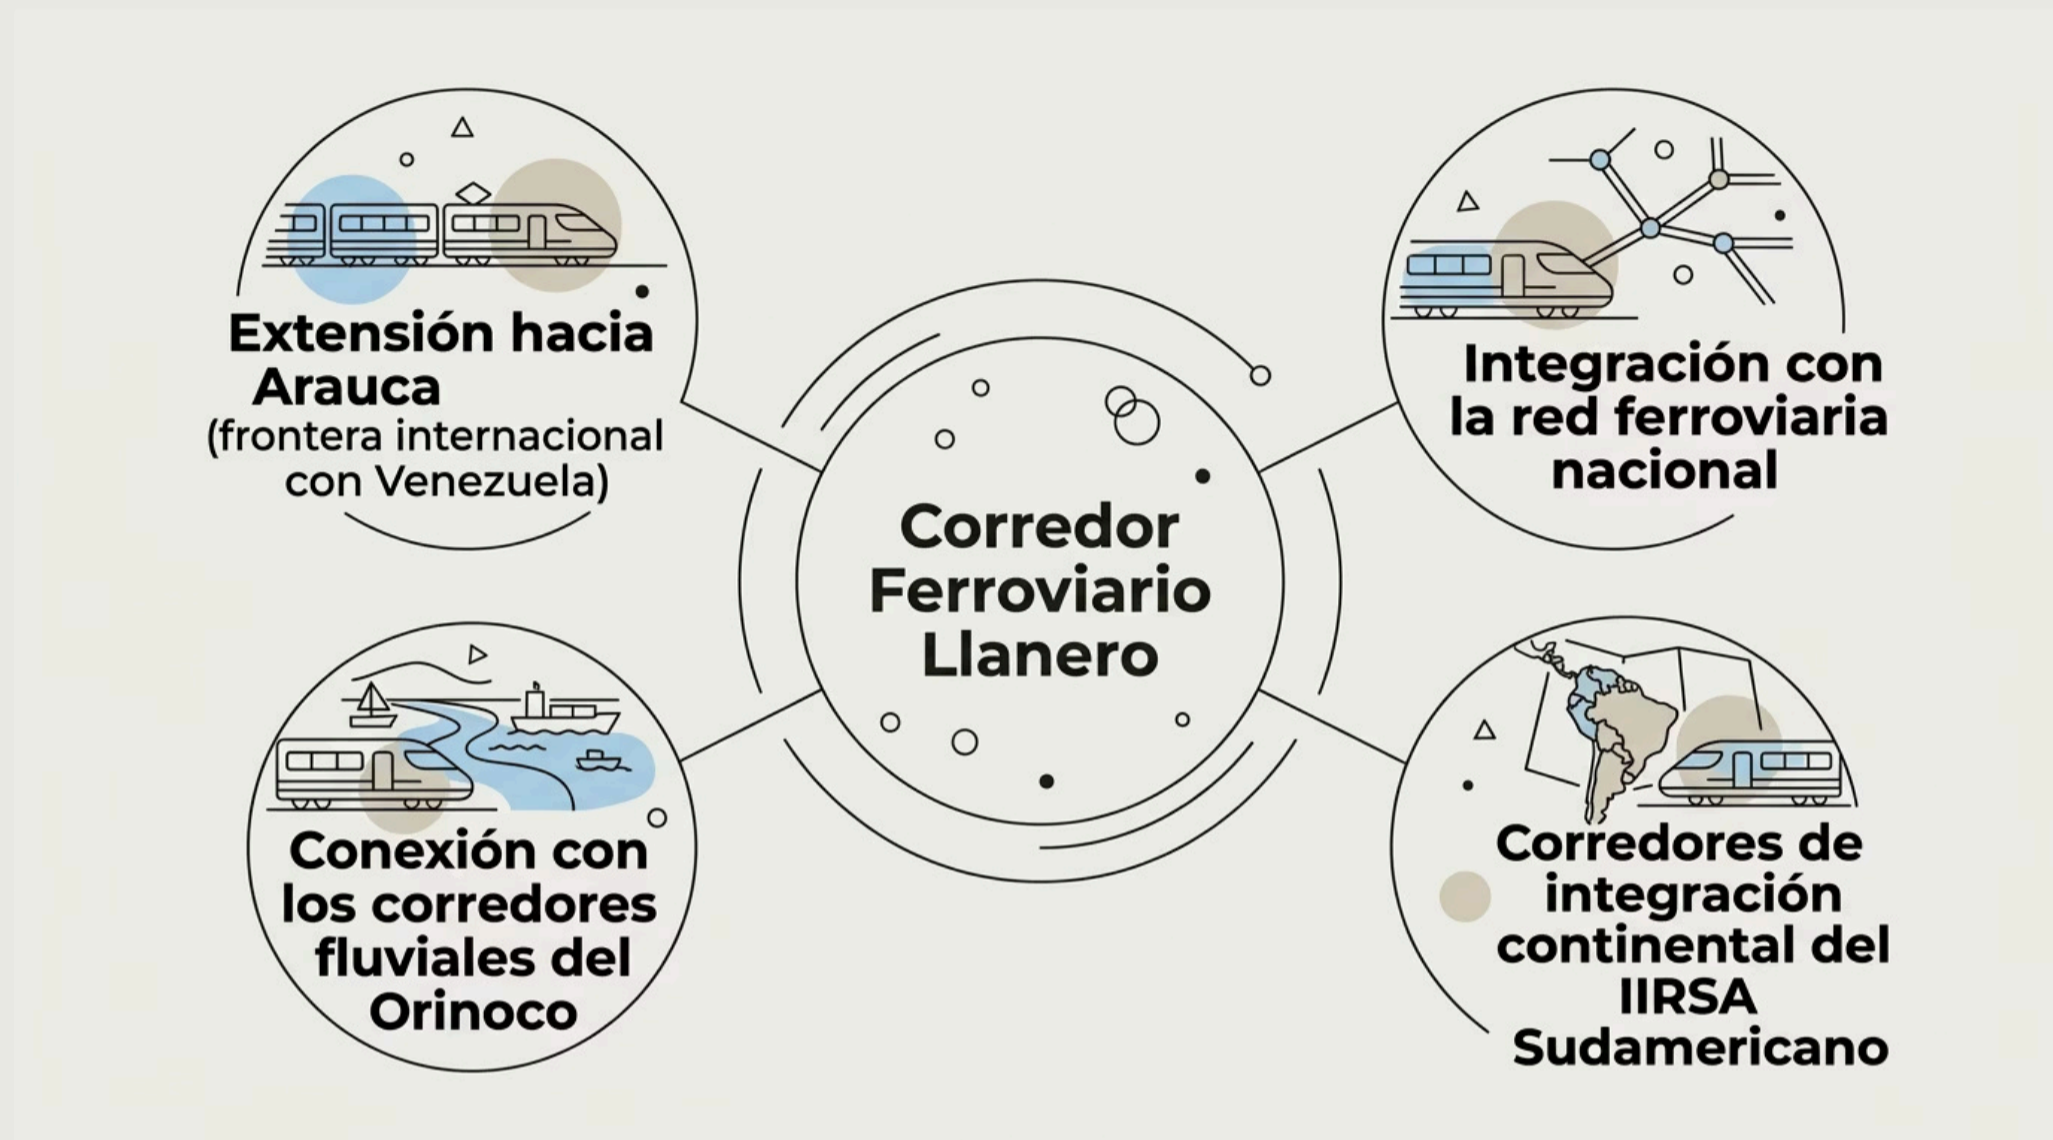 Extensión hacia
Arauca
(frontera internacional
con Venezuela)
Integración con
la red ferroviaria
nacional
Corredor
Ferroviario
Llanero
Conexión con
los corredores
fluviales del
Orinoco
Corredores de
integración
continental del
IIRSA
Sudamericano